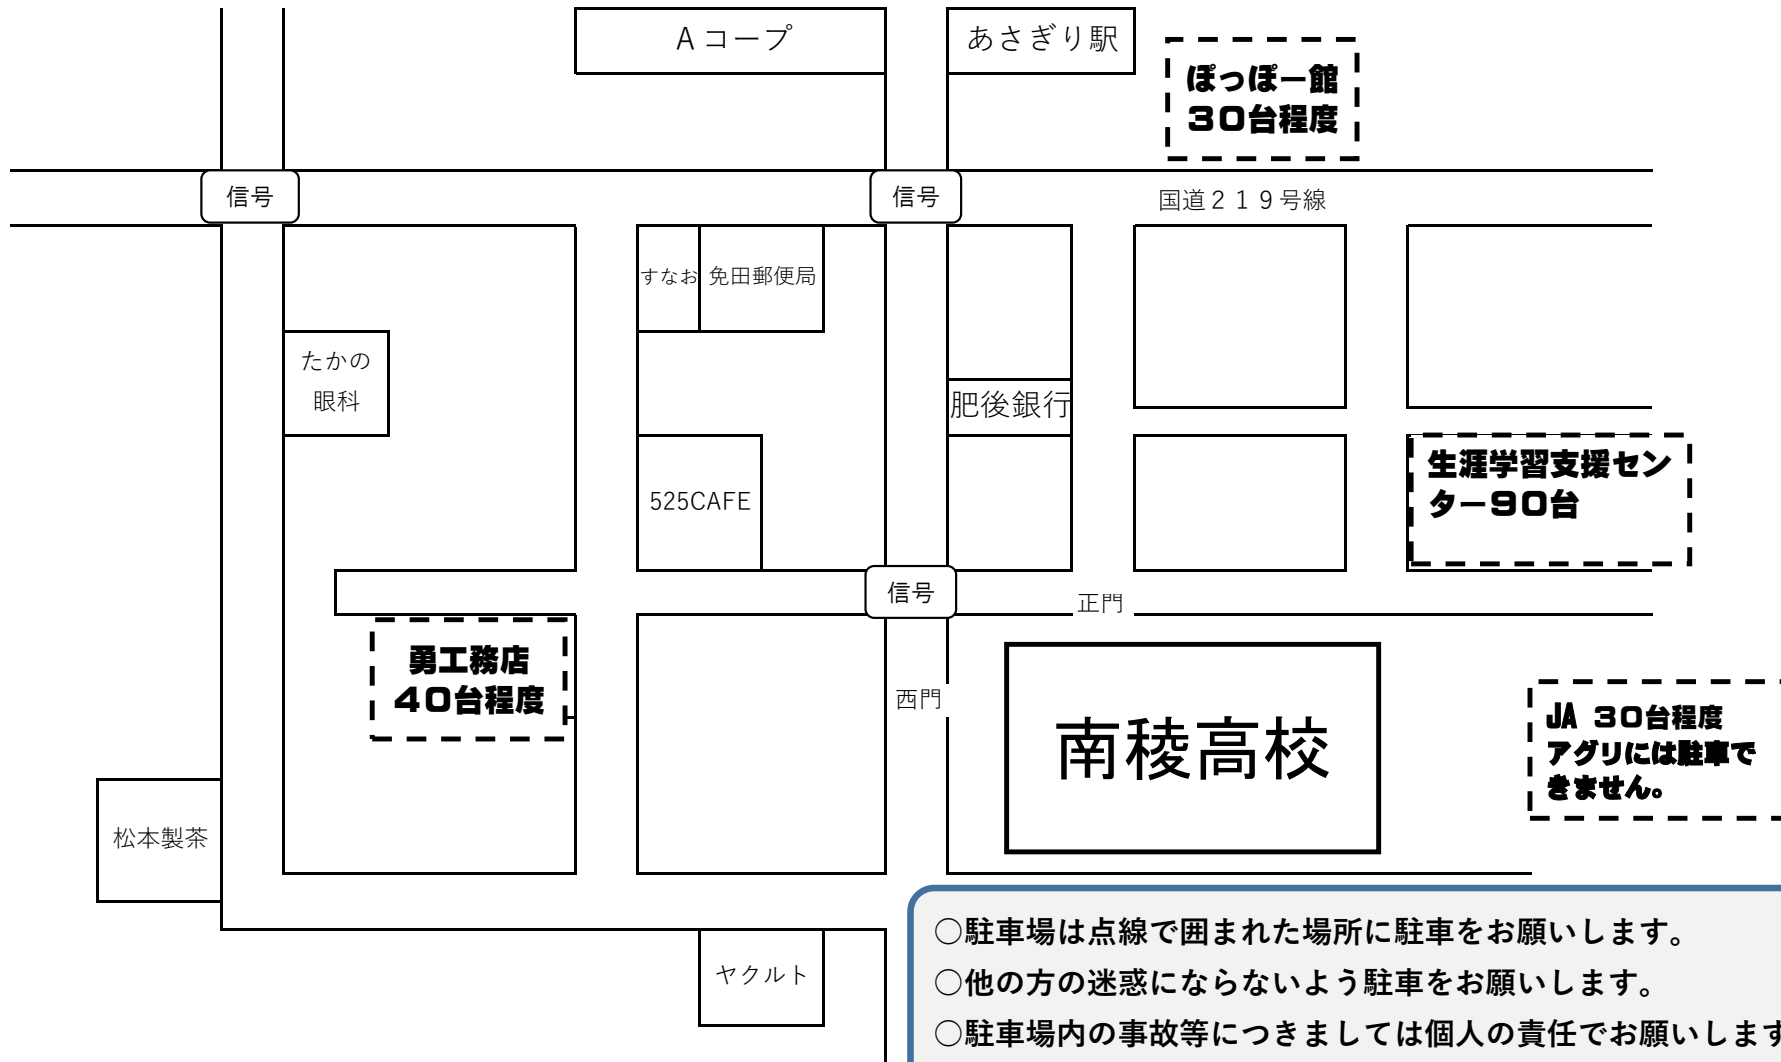 Aコープ
あさぎり駅
ぽっぽー館
３０台程度
信号
信号
国道２１９号線
すなお
免田郵便局
たかの
眼科
肥後銀行
生涯学習支援セン
ター９０台
525CAFE
信号
正門
勇工務店
４０台程度
西門
南稜高校
JA ３０台程度
アグリには駐車で
きません。
松本製茶
ヤクルト
○駐車場は点線で囲まれた場所に駐車をお願いします。
○他の方の迷惑にならないよう駐車をお願いします。
○駐車場内の事故等につきましては個人の責任でお願いします